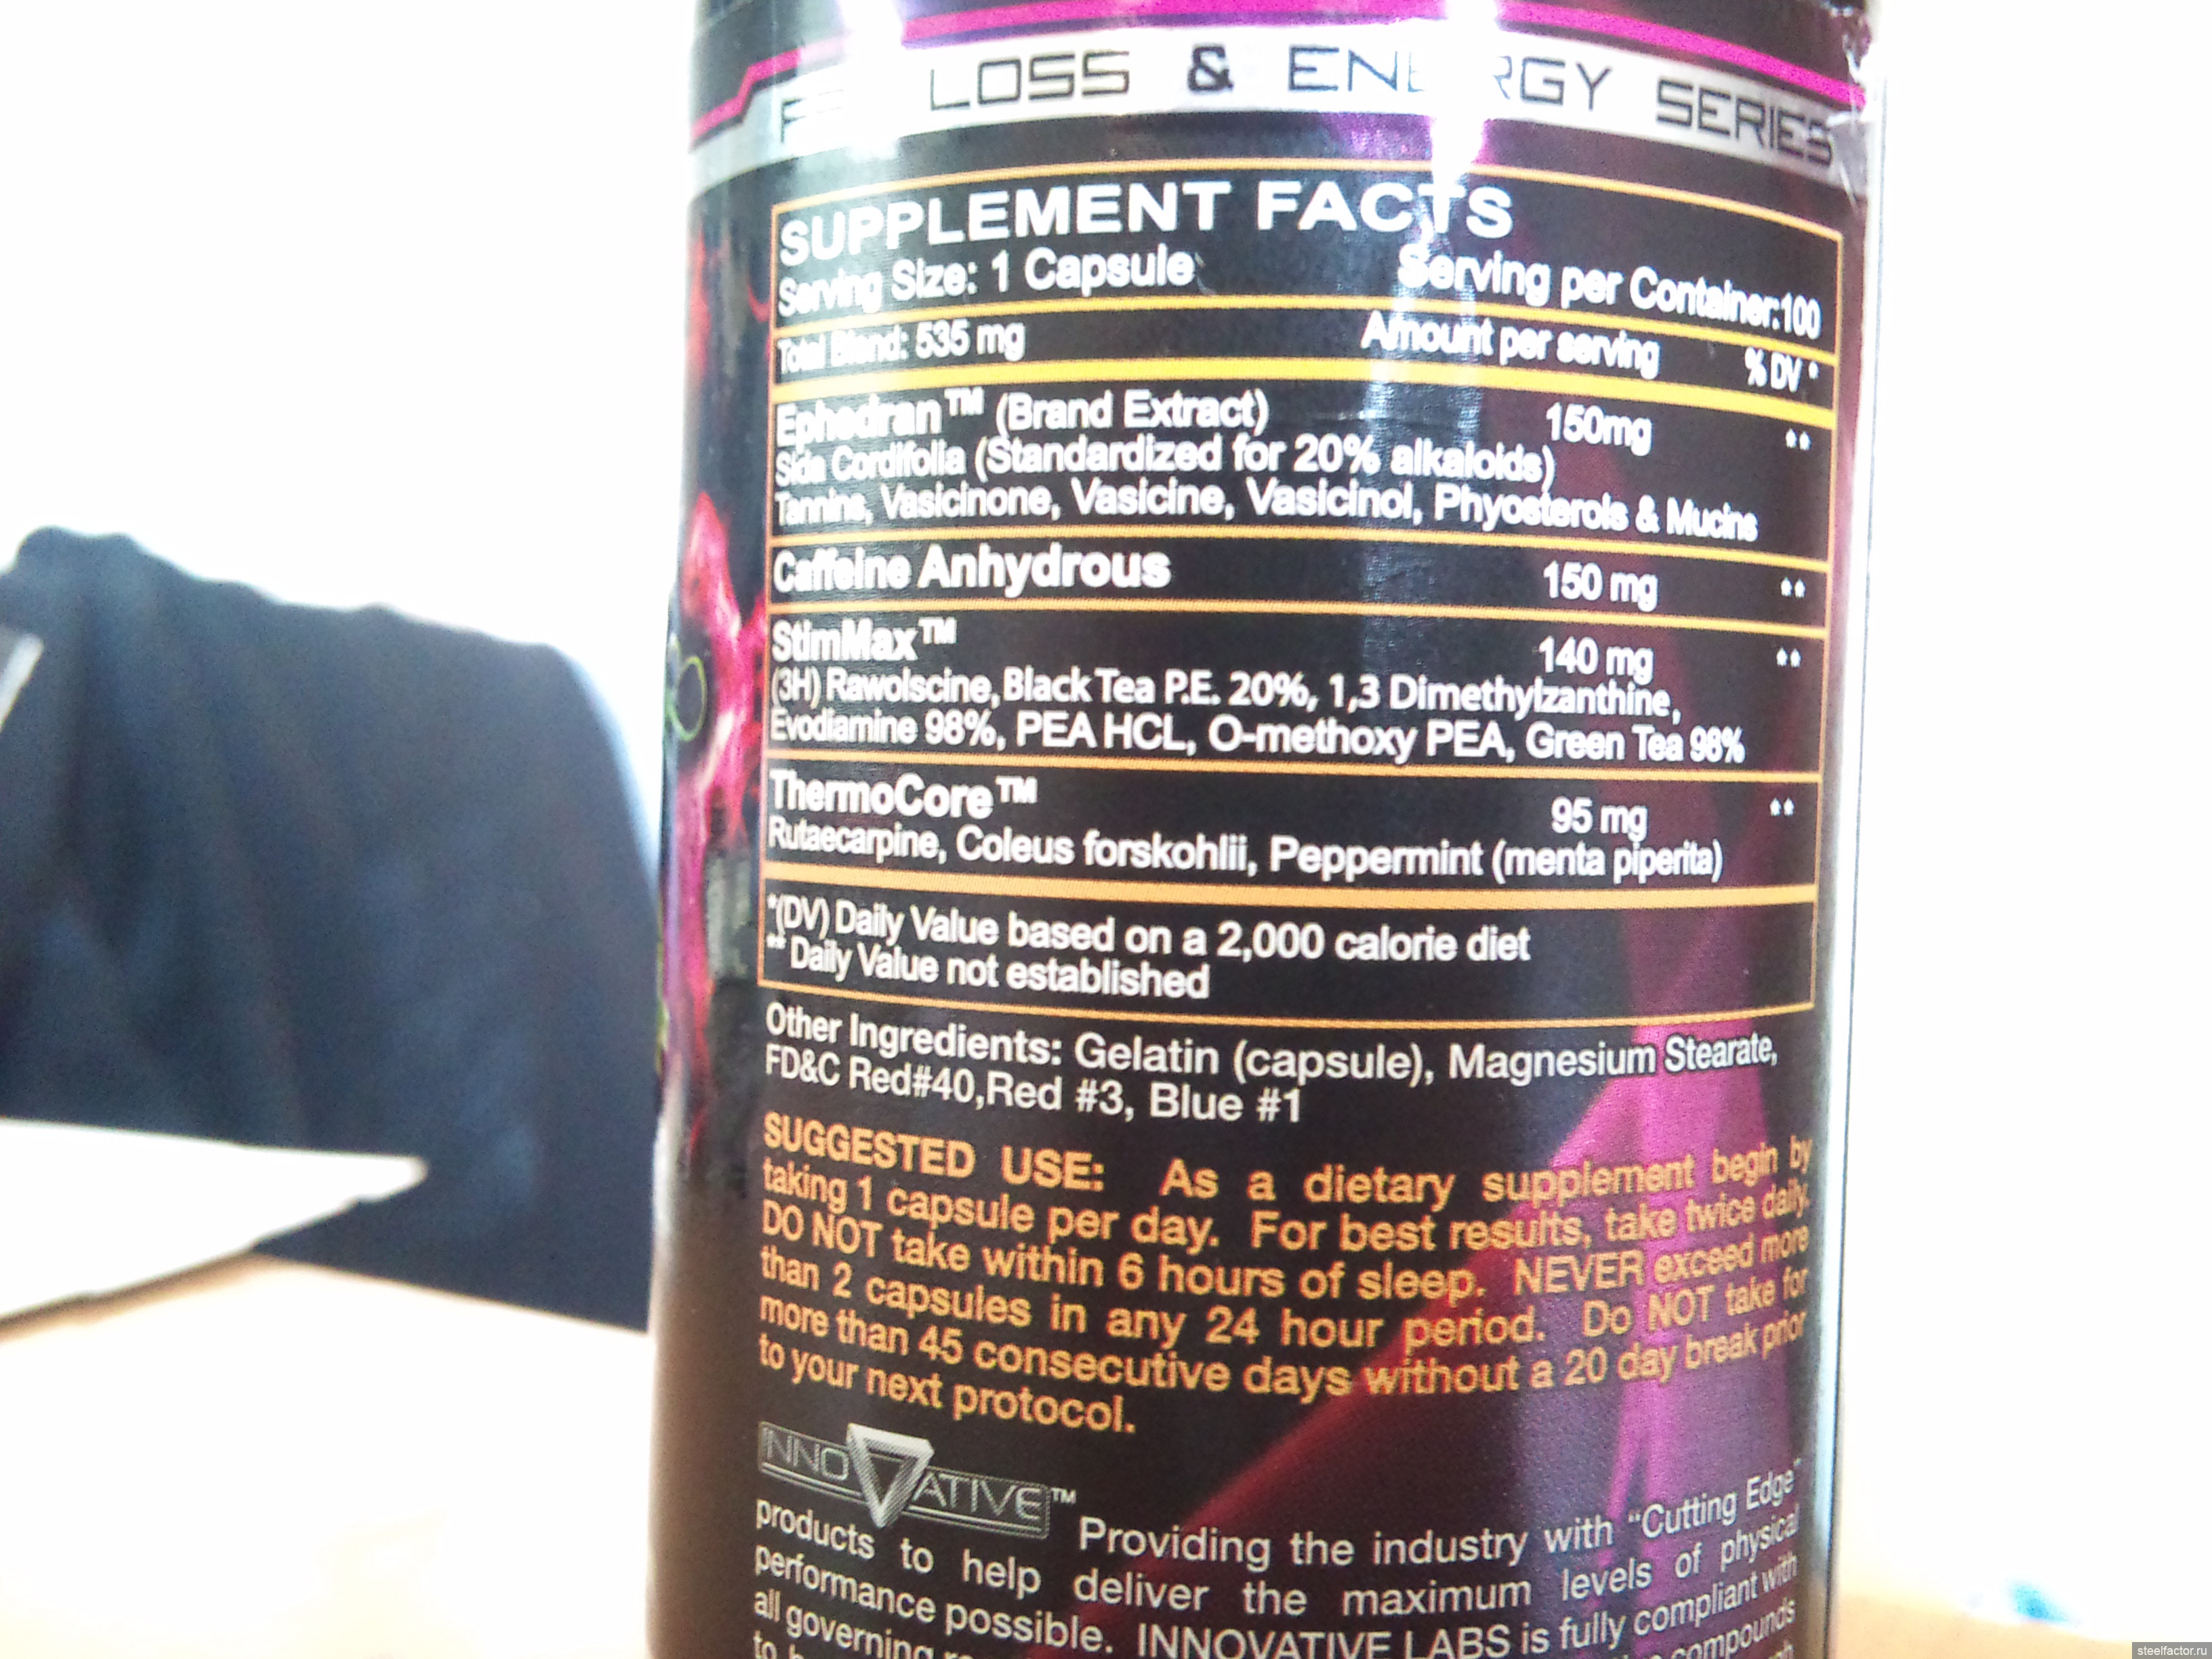 LOSS & ENERGY SERIES
SUPPLEMENT FACTS
Serving Size: 1 Capsule Serving per Container:100
Total Blend: 535 mg Amount per serving % DV *
Ephedran™ (Brand Extract) 150mg **
Sida Cordifolia (Standardized for 20% alkaloids)
Tannins, Vasicinone, Vasicine, Vasicinol, Phyosterols & Mucins
Caffeine Anhydrous 150 mg **
StimMax™ 140 mg **
(3H) Rawolscine, Black Tea P.E. 20%, 1,3 Dimethylzanthine,
Evodiamine 98%, PEA HCL, O-methoxy PEA, Green Tea 98%
ThermoCore™ 95 mg **
Rutaecarpine, Coleus forskohlii, Peppermint (menta piperita)
*(DV) Daily Value based on a 2,000 calorie diet
** Daily Value not established
Other Ingredients: Gelatin (capsule), Magnesium Stearate,
FD&C Red#40,Red #3, Blue #1
SUGGESTED USE: As a dietary supplement begin by
taking 1 capsule per day. For best results, take twice daily.
DO NOT take within 6 hours of sleep. NEVER exceed more
than 2 capsules in any 24 hour period. Do NOT take for
more than 45 consecutive days without a 20 day break prior
to your next protocol.
INNOVATIVE™ Providing the industry with “Cutting Edge”
products to help deliver the maximum levels of physical
performance possible. INNOVATIVE LABS is fully compliant with
all governing compounds
steelfactor.ru